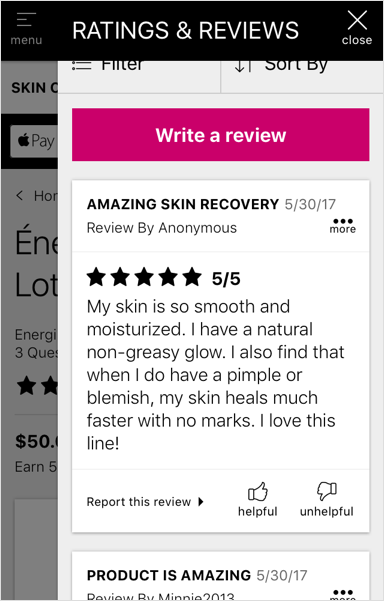 menu
RATINGS & REVIEWS
close
Filter
Sort By
SKIN
Pay
Write a review
AMAZING SKIN RECOVERY 5/30/17
Review By Anonymous
more
5/5
My skin is so smooth and
moisturized. I have a natural
non-greasy glow. I also find that
when I do have a pimple or
blemish, my skin heals much
faster with no marks. I love this
line!
Report this review
helpful
unhelpful
PRODUCT IS AMAZING 5/30/17
Review By Minnie2013
more
Éne
Lot
Energi
3 Ques
$50.
Earn 5